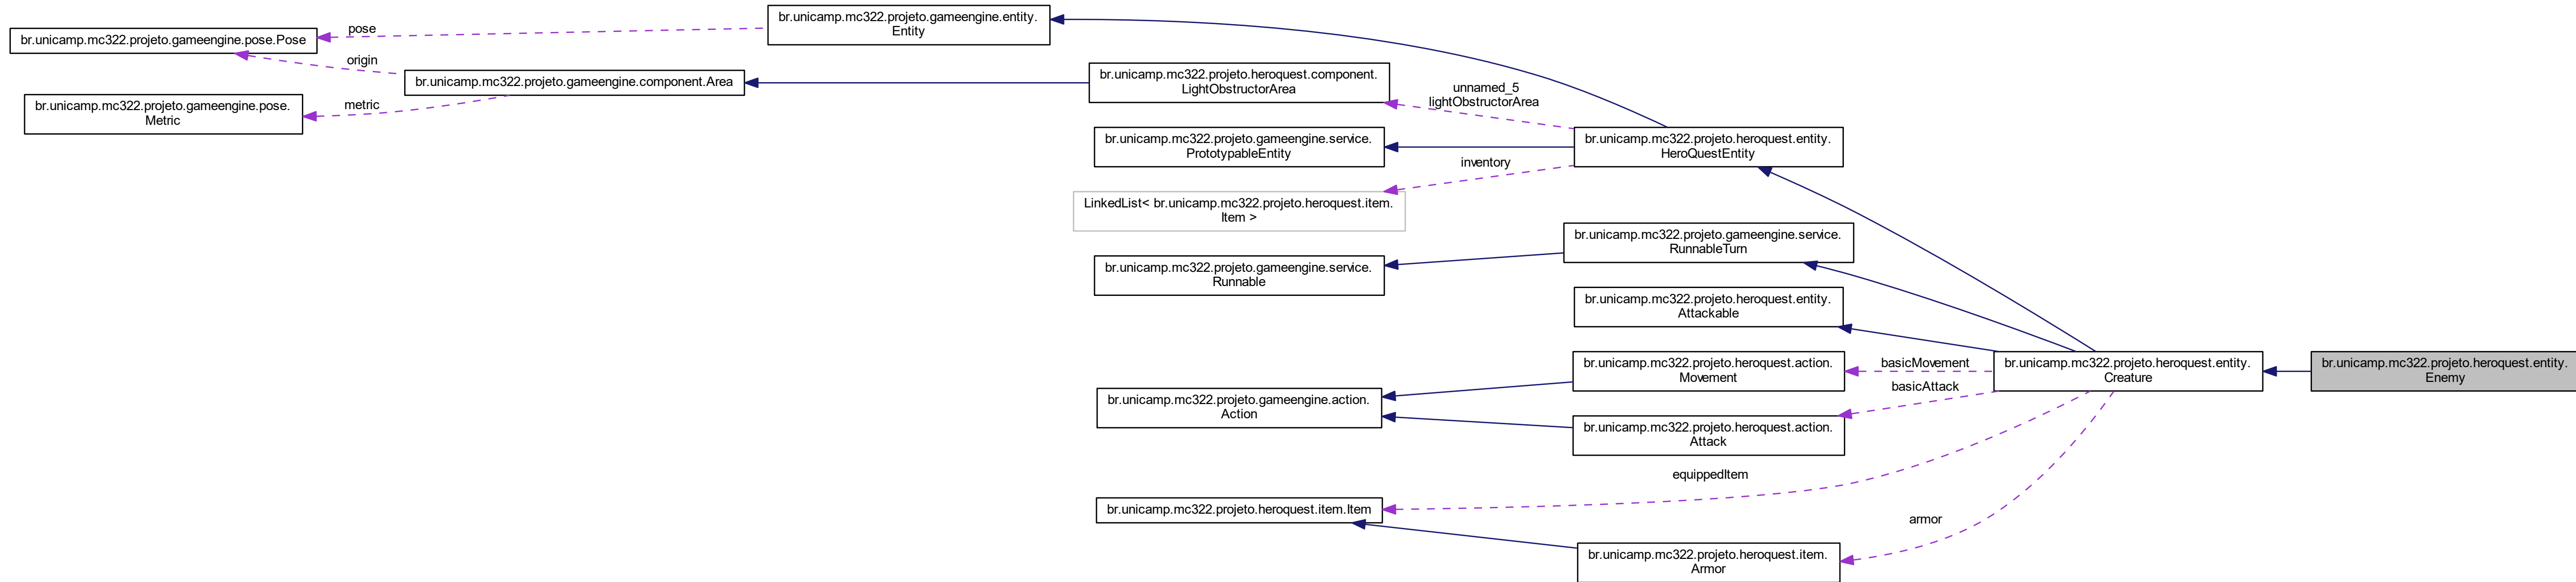 br.unicamp.mc322.projeto.gameengine.pose.Pose
pose
origin
br.unicamp.mc322.projeto.gameengine.pose.
Metric
metric
br.unicamp.mc322.projeto.gameengine.component.Area
br.unicamp.mc322.projeto.gameengine.entity.
Entity
br.unicamp.mc322.projeto.heroquest.component.
LightObstructorArea
unnamed_5
lightObstructorArea
br.unicamp.mc322.projeto.gameengine.service.
PrototypableEntity
inventory
br.unicamp.mc322.projeto.heroquest.entity.
HeroQuestEntity
LinkedList< br.unicamp.mc322.projeto.heroquest.item.
Item >
br.unicamp.mc322.projeto.gameengine.service.
RunnableTurn
br.unicamp.mc322.projeto.gameengine.service.
Runnable
br.unicamp.mc322.projeto.heroquest.entity.
Attackable
br.unicamp.mc322.projeto.heroquest.action.
Movement
basicMovement
basicAttack
br.unicamp.mc322.projeto.heroquest.entity.
Creature
br.unicamp.mc322.projeto.heroquest.entity.
Enemy
br.unicamp.mc322.projeto.gameengine.action.
Action
br.unicamp.mc322.projeto.heroquest.action.
Attack
equippedItem
br.unicamp.mc322.projeto.heroquest.item.Item
armor
br.unicamp.mc322.projeto.heroquest.item.
Armor